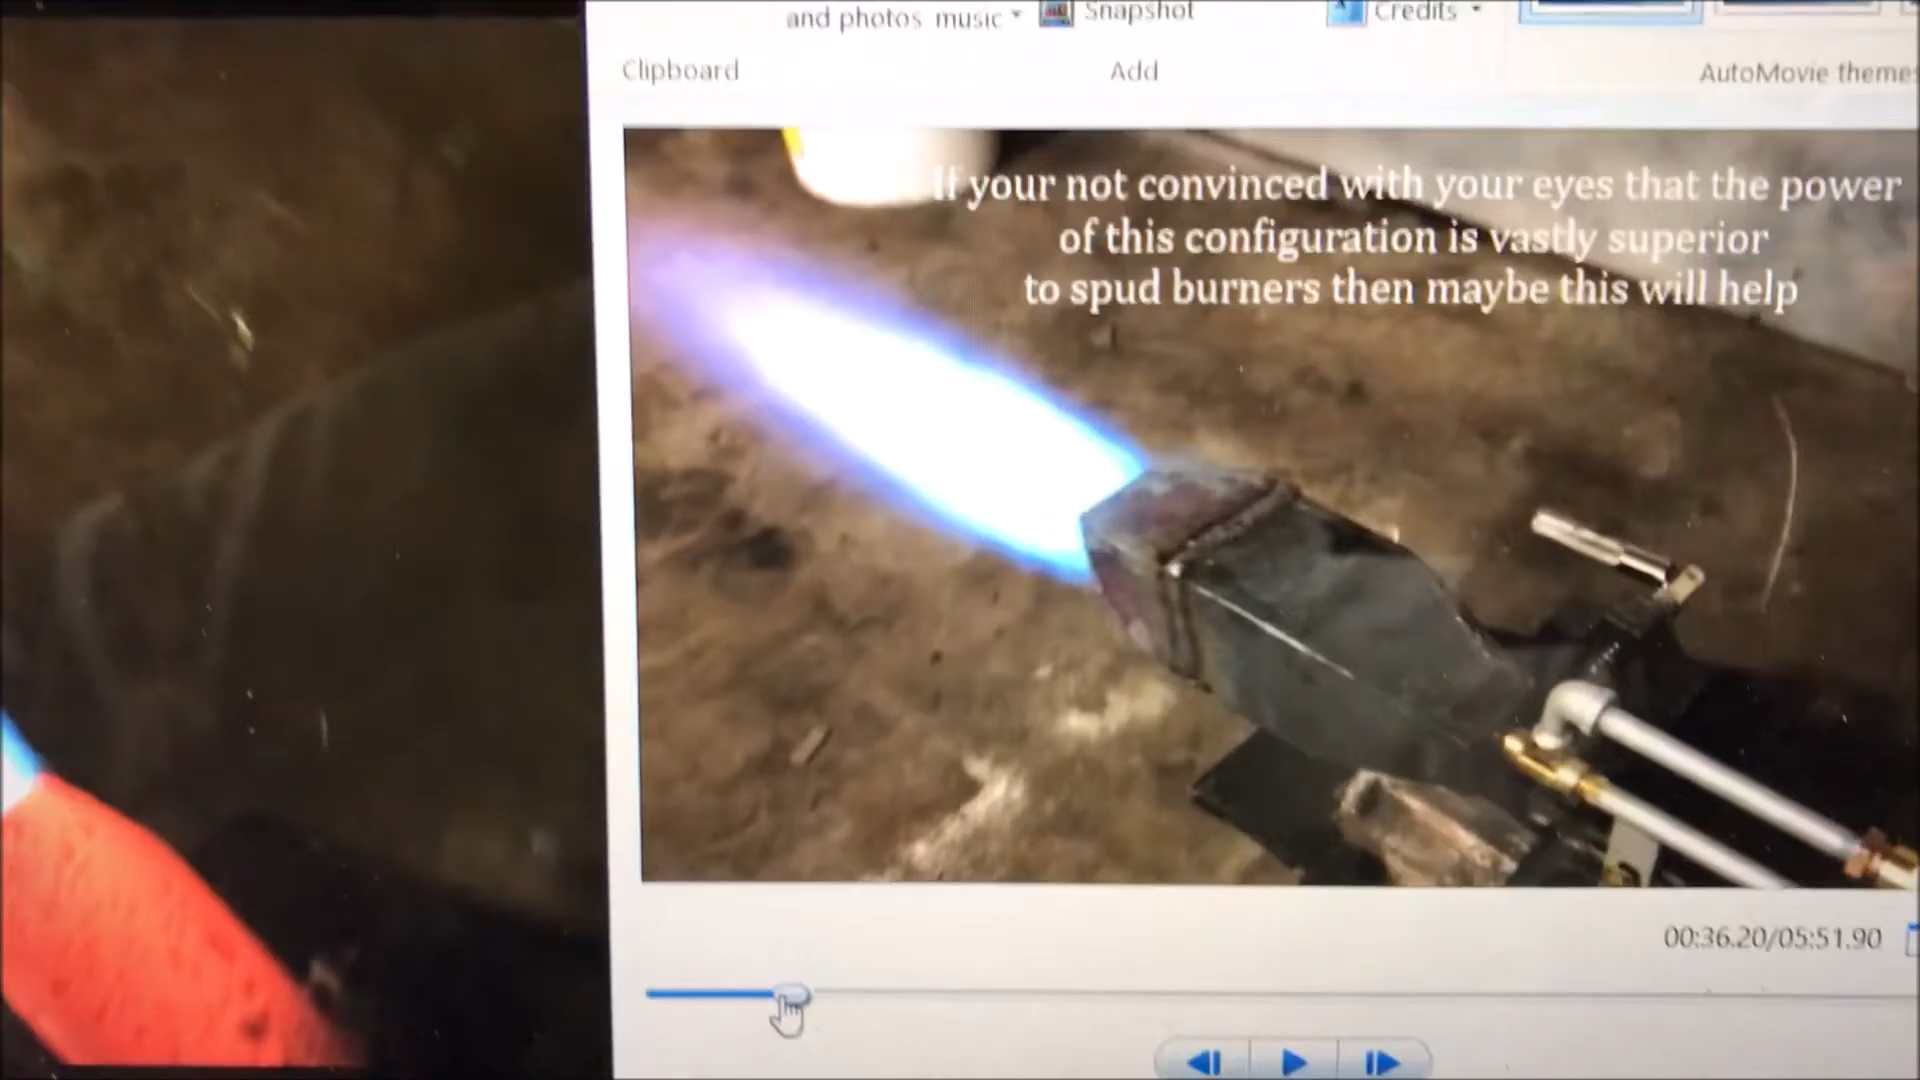 and photos music
Snapshot
Credits
Clipboard
Add
AutoMovie themes
If your not convinced with your eyes that the power
of this configuration is vastly superior
to spud burners then maybe this will help
00:36.20/05:51.90